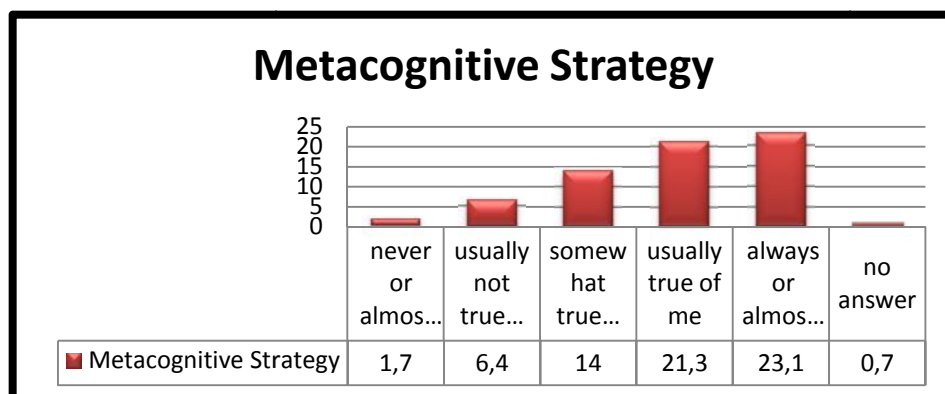 Metacognitive Strategy
25
20
15
10
5
0
never
or
almos...
usually
not
true...
somew
hat
true...
usually
true of
me
always
or
almos...
no
answer
Metacognitive Strategy 1,7 6,4 14 21,3 23,1 0,7